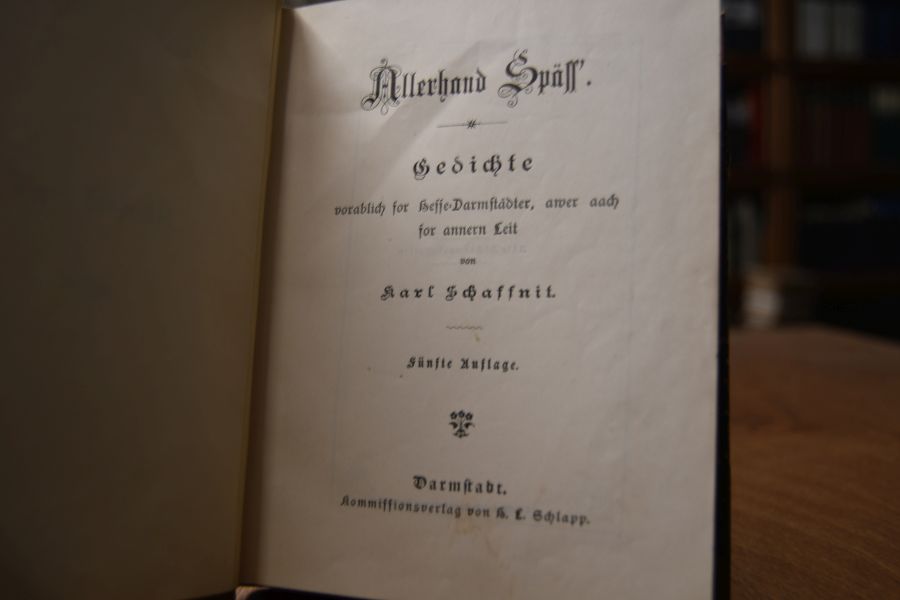 Allerhand Späss'.
Gedichte
vorablich for Hesse-Darmstädter, awer aach
for annern Leit
von
Karl Schaffnit.
Fünfte Auflage.
Darmstadt.
Kommissionsverlag von H. L. Schlapp.